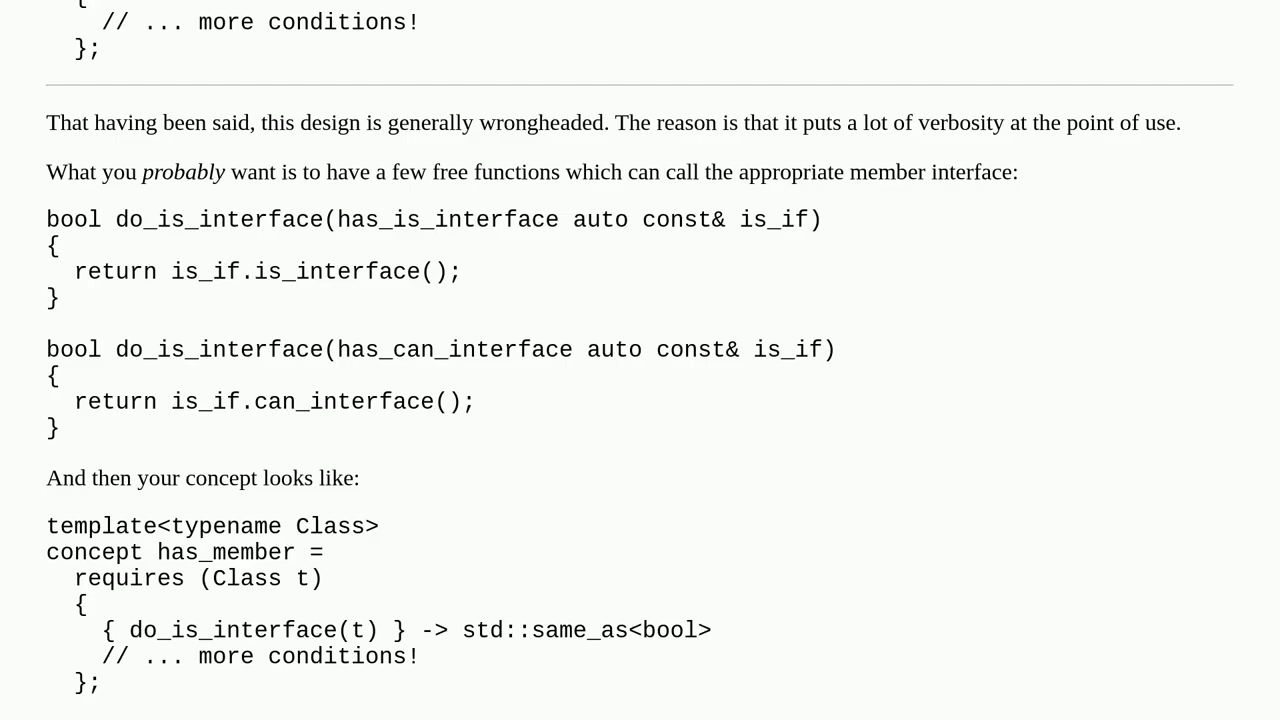 {
// ... more conditions!
};
That having been said, this design is generally wrongheaded. The reason is that it puts a lot of verbosity at the point of use.
What you probably want is to have a few free functions which can call the appropriate member interface:
bool do_is_interface(has_is_interface auto const& is_if)
{
return is_if.is_interface();
}
bool do_is_interface(has_can_interface auto const& is_if)
{
return is_if.can_interface();
}
And then your concept looks like:
template<typename Class>
concept has_member =
requires (Class t)
{
{ do_is_interface(t) } -> std::same_as<bool>
// ... more conditions!
};